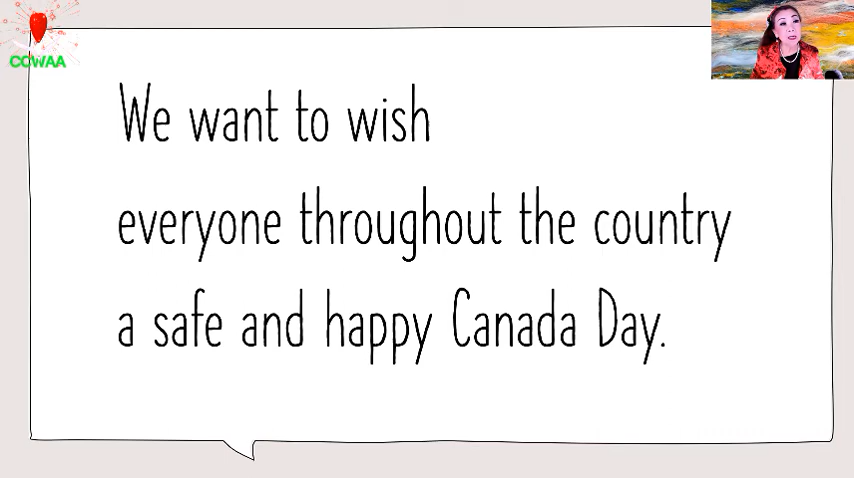 CCWAA
We want to wish
everyone throughout the country
a safe and happy Canada Day.